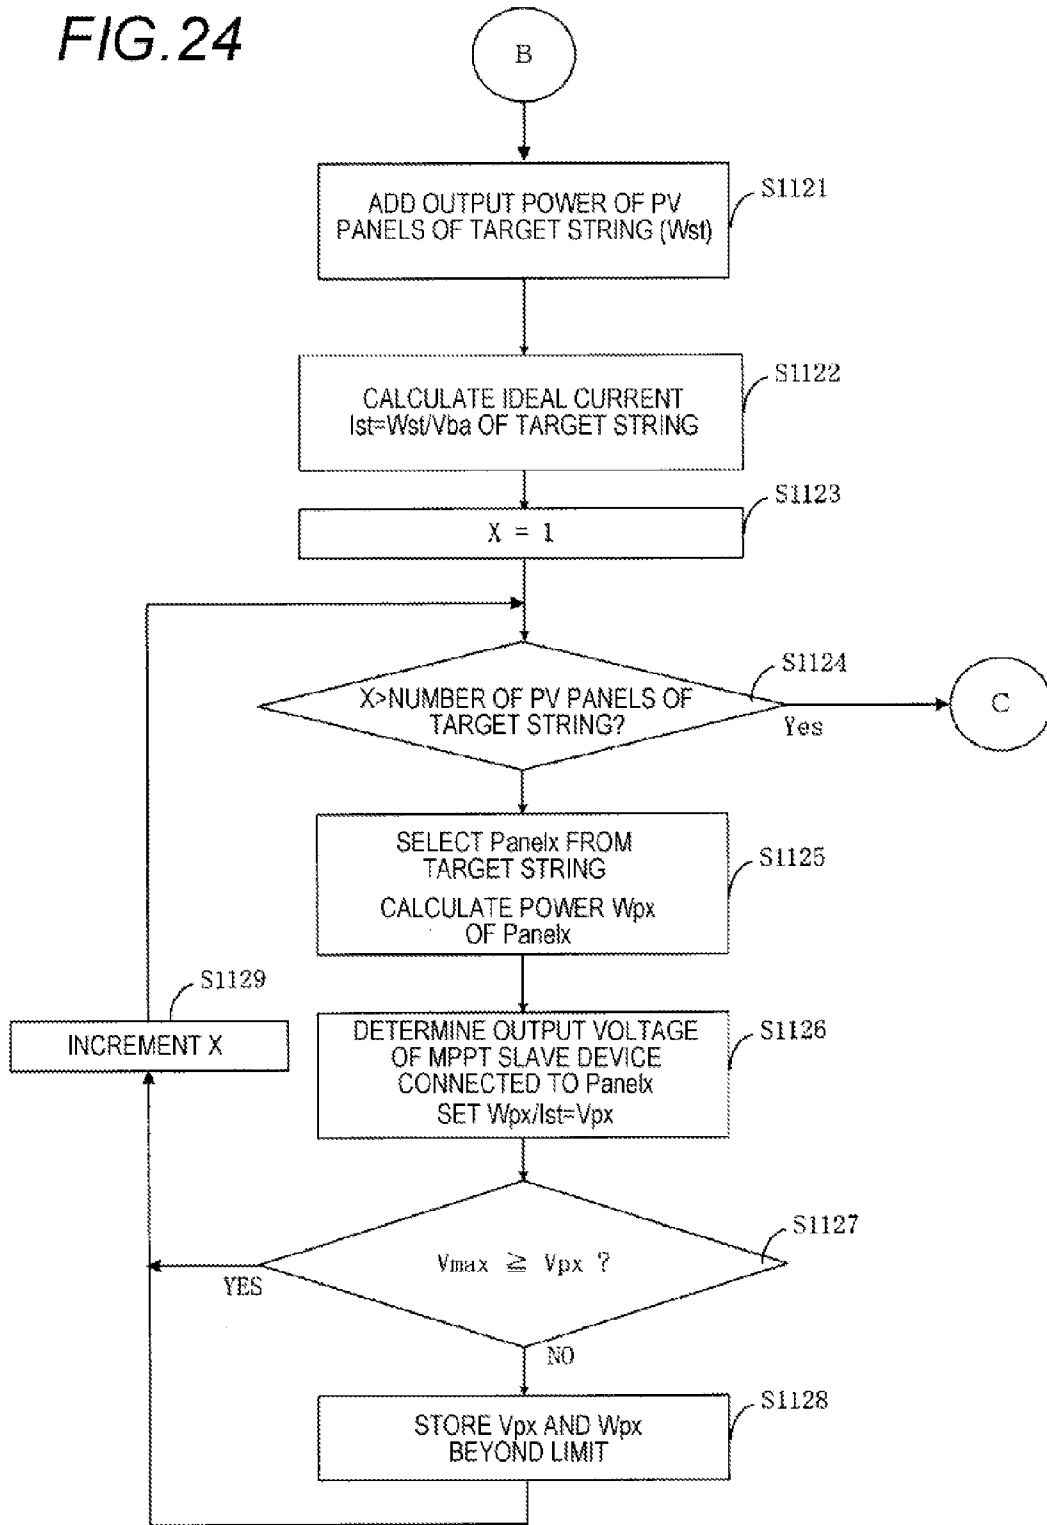 FIG.24
B
ADD OUTPUT POWER OF PV
PANELS OF TARGET STRING (Wst)
S1121
CALCULATE IDEAL CURRENT
Ist=Wst/Vba OF TARGET STRING
S1122
X = 1
S1123
X>NUMBER OF PV PANELS OF
TARGET STRING?
S1124
Yes
C
SELECT Panelx FROM
TARGET STRING
CALCULATE POWER Wpx
OF Panelx
S1125
DETERMINE OUTPUT VOLTAGE
OF MPPT SLAVE DEVICE
CONNECTED TO Panelx
SET Wpx/Ist=Vpx
S1126
S1129
INCREMENT X
Vmax ≧ Vpx ?
S1127
YES
NO
STORE Vpx AND Wpx
BEYOND LIMIT
S1128